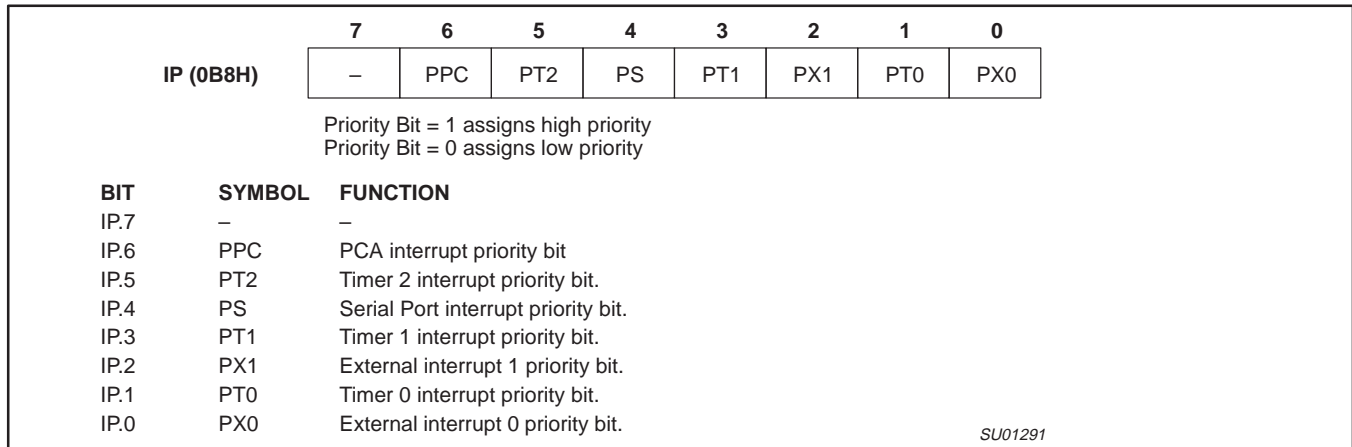 7 6 5 4 3 2 1 0
IP (0B8H) – PPC PT2 PS PT1 PX1 PT0 PX0
Priority Bit = 1 assigns high priority
Priority Bit = 0 assigns low priority
BIT SYMBOL FUNCTION
IP.7 – –
IP.6 PPC PCA interrupt priority bit
IP.5 PT2 Timer 2 interrupt priority bit.
IP.4 PS Serial Port interrupt priority bit.
IP.3 PT1 Timer 1 interrupt priority bit.
IP.2 PX1 External interrupt 1 priority bit.
IP.1 PT0 Timer 0 interrupt priority bit.
IP.0 PX0 External interrupt 0 priority bit.
SU01291